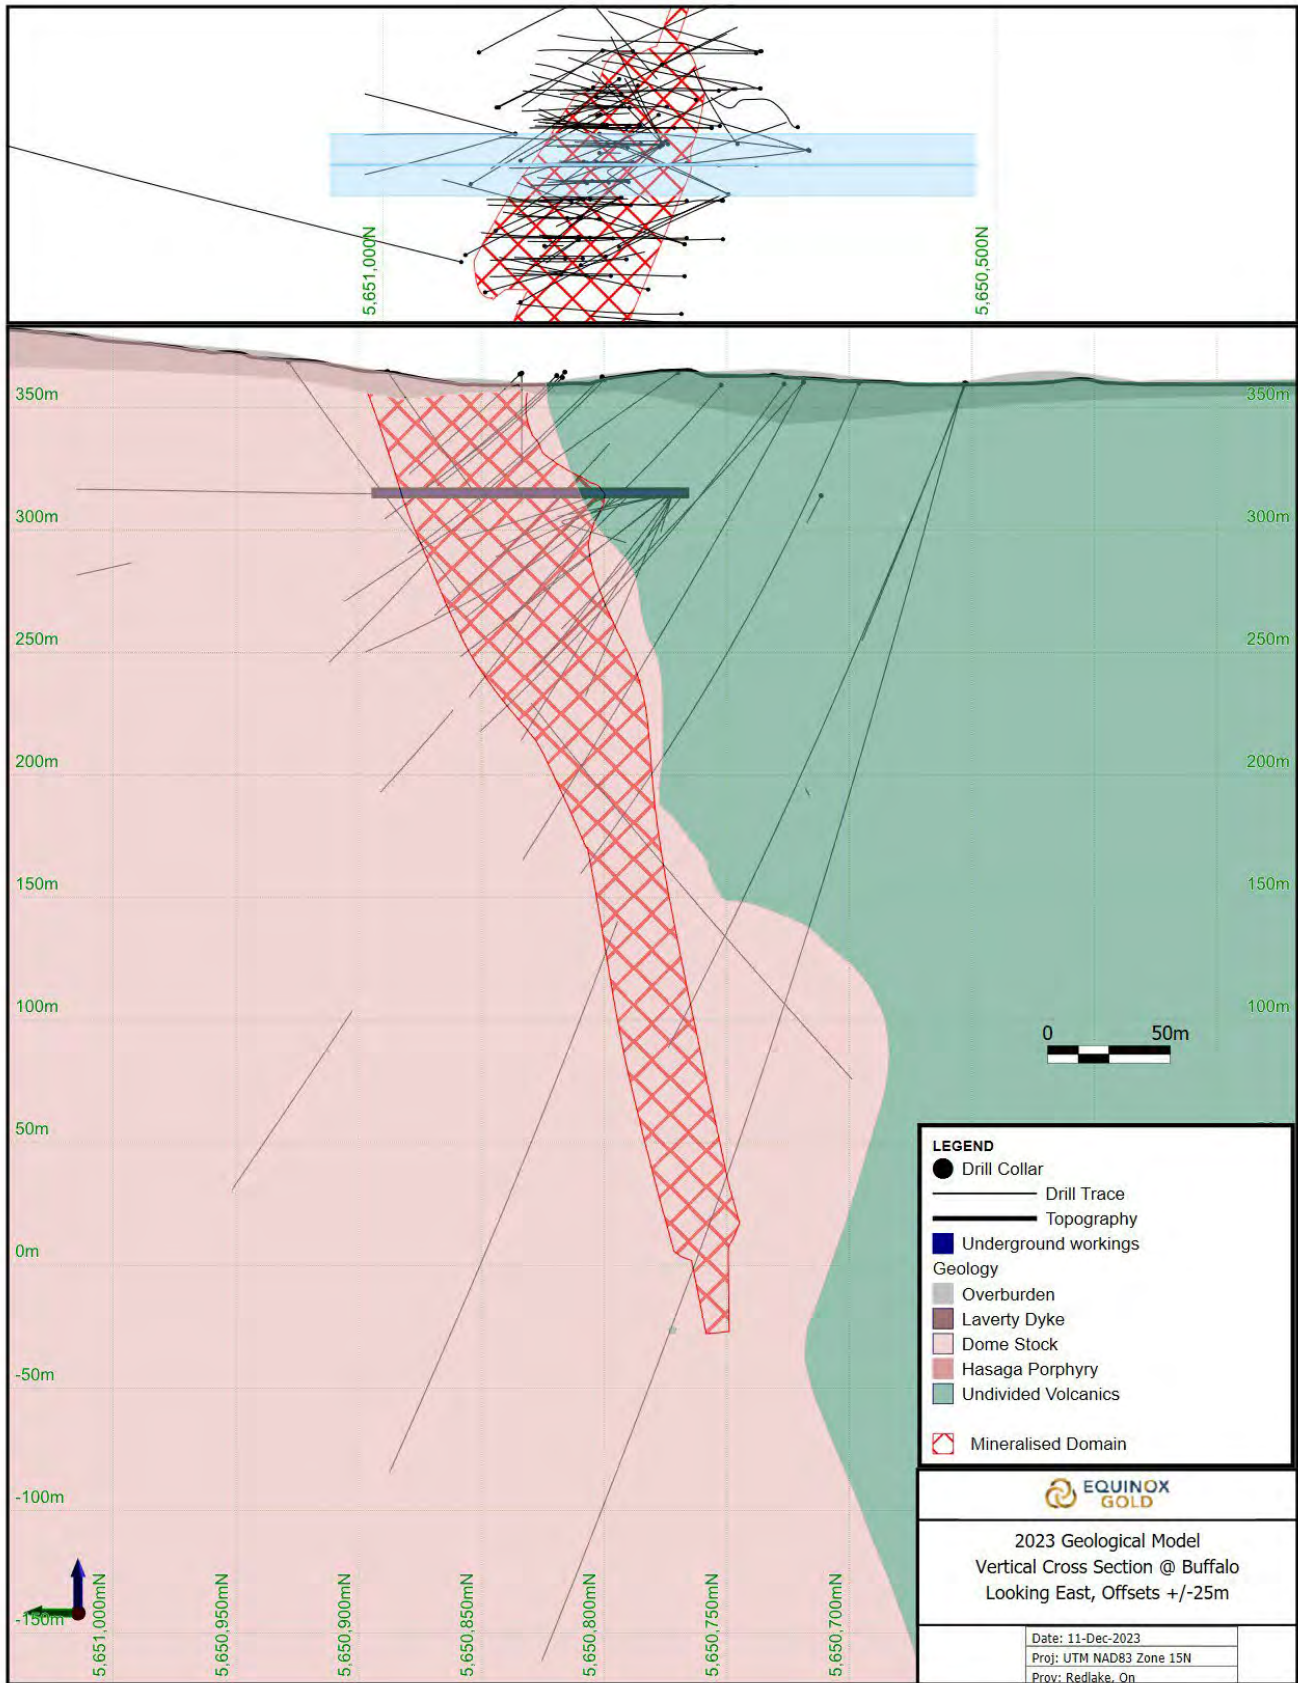 5,651,000N
5,650,500N
350m
350m
300m
300m
250m
250m
200m
200m
150m
150m
100m
100m
0
50m
50m
0m
-50m
-100m
-150m
5,651,000mN
5,650,950mN
5,650,900mN
5,650,850mN
5,650,800mN
5,650,750mN
5,650,700mN
LEGEND
Drill Collar
Drill Trace
Topography
Underground workings
Geology
Overburden
Laverty Dyke
Dome Stock
Hasaga Porphyry
Undivided Volcanics
Mineralised Domain
EQUINOX
GOLD
2023 Geological Model
Vertical Cross Section @ Buffalo
Looking East, Offsets +/-25m
Date: 11-Dec-2023
Proj: UTM NAD83 Zone 15N
Prov: Redlake, On